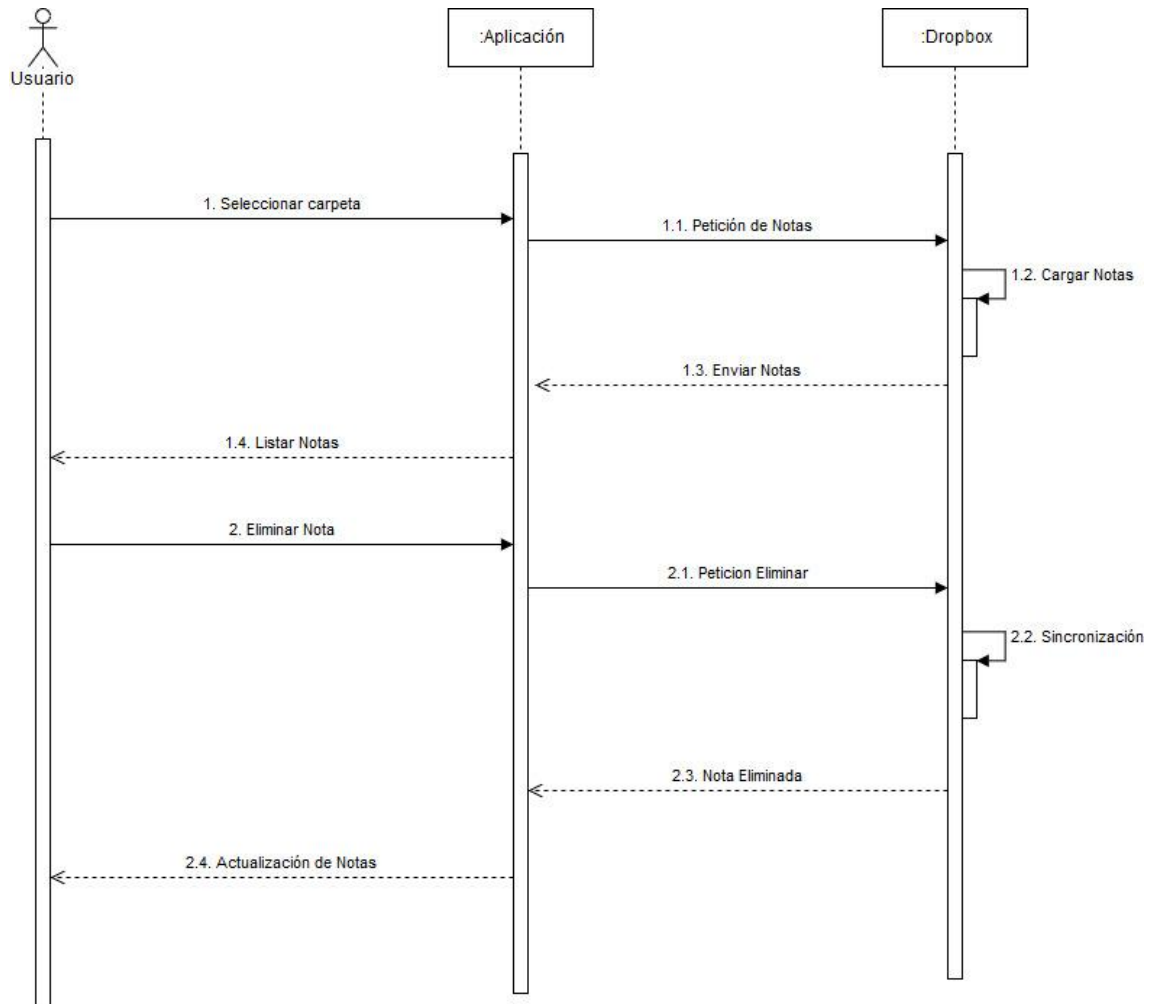 :Aplicación
:Dropbox
Usuario
1. Seleccionar carpeta
1.1. Petición de Notas
1.2. Cargar Notas
1.3. Enviar Notas
1.4. Listar Notas
2. Eliminar Nota
2.1. Peticion Eliminar
2.2. Sincronización
2.3. Nota Eliminada
2.4. Actualización de Notas